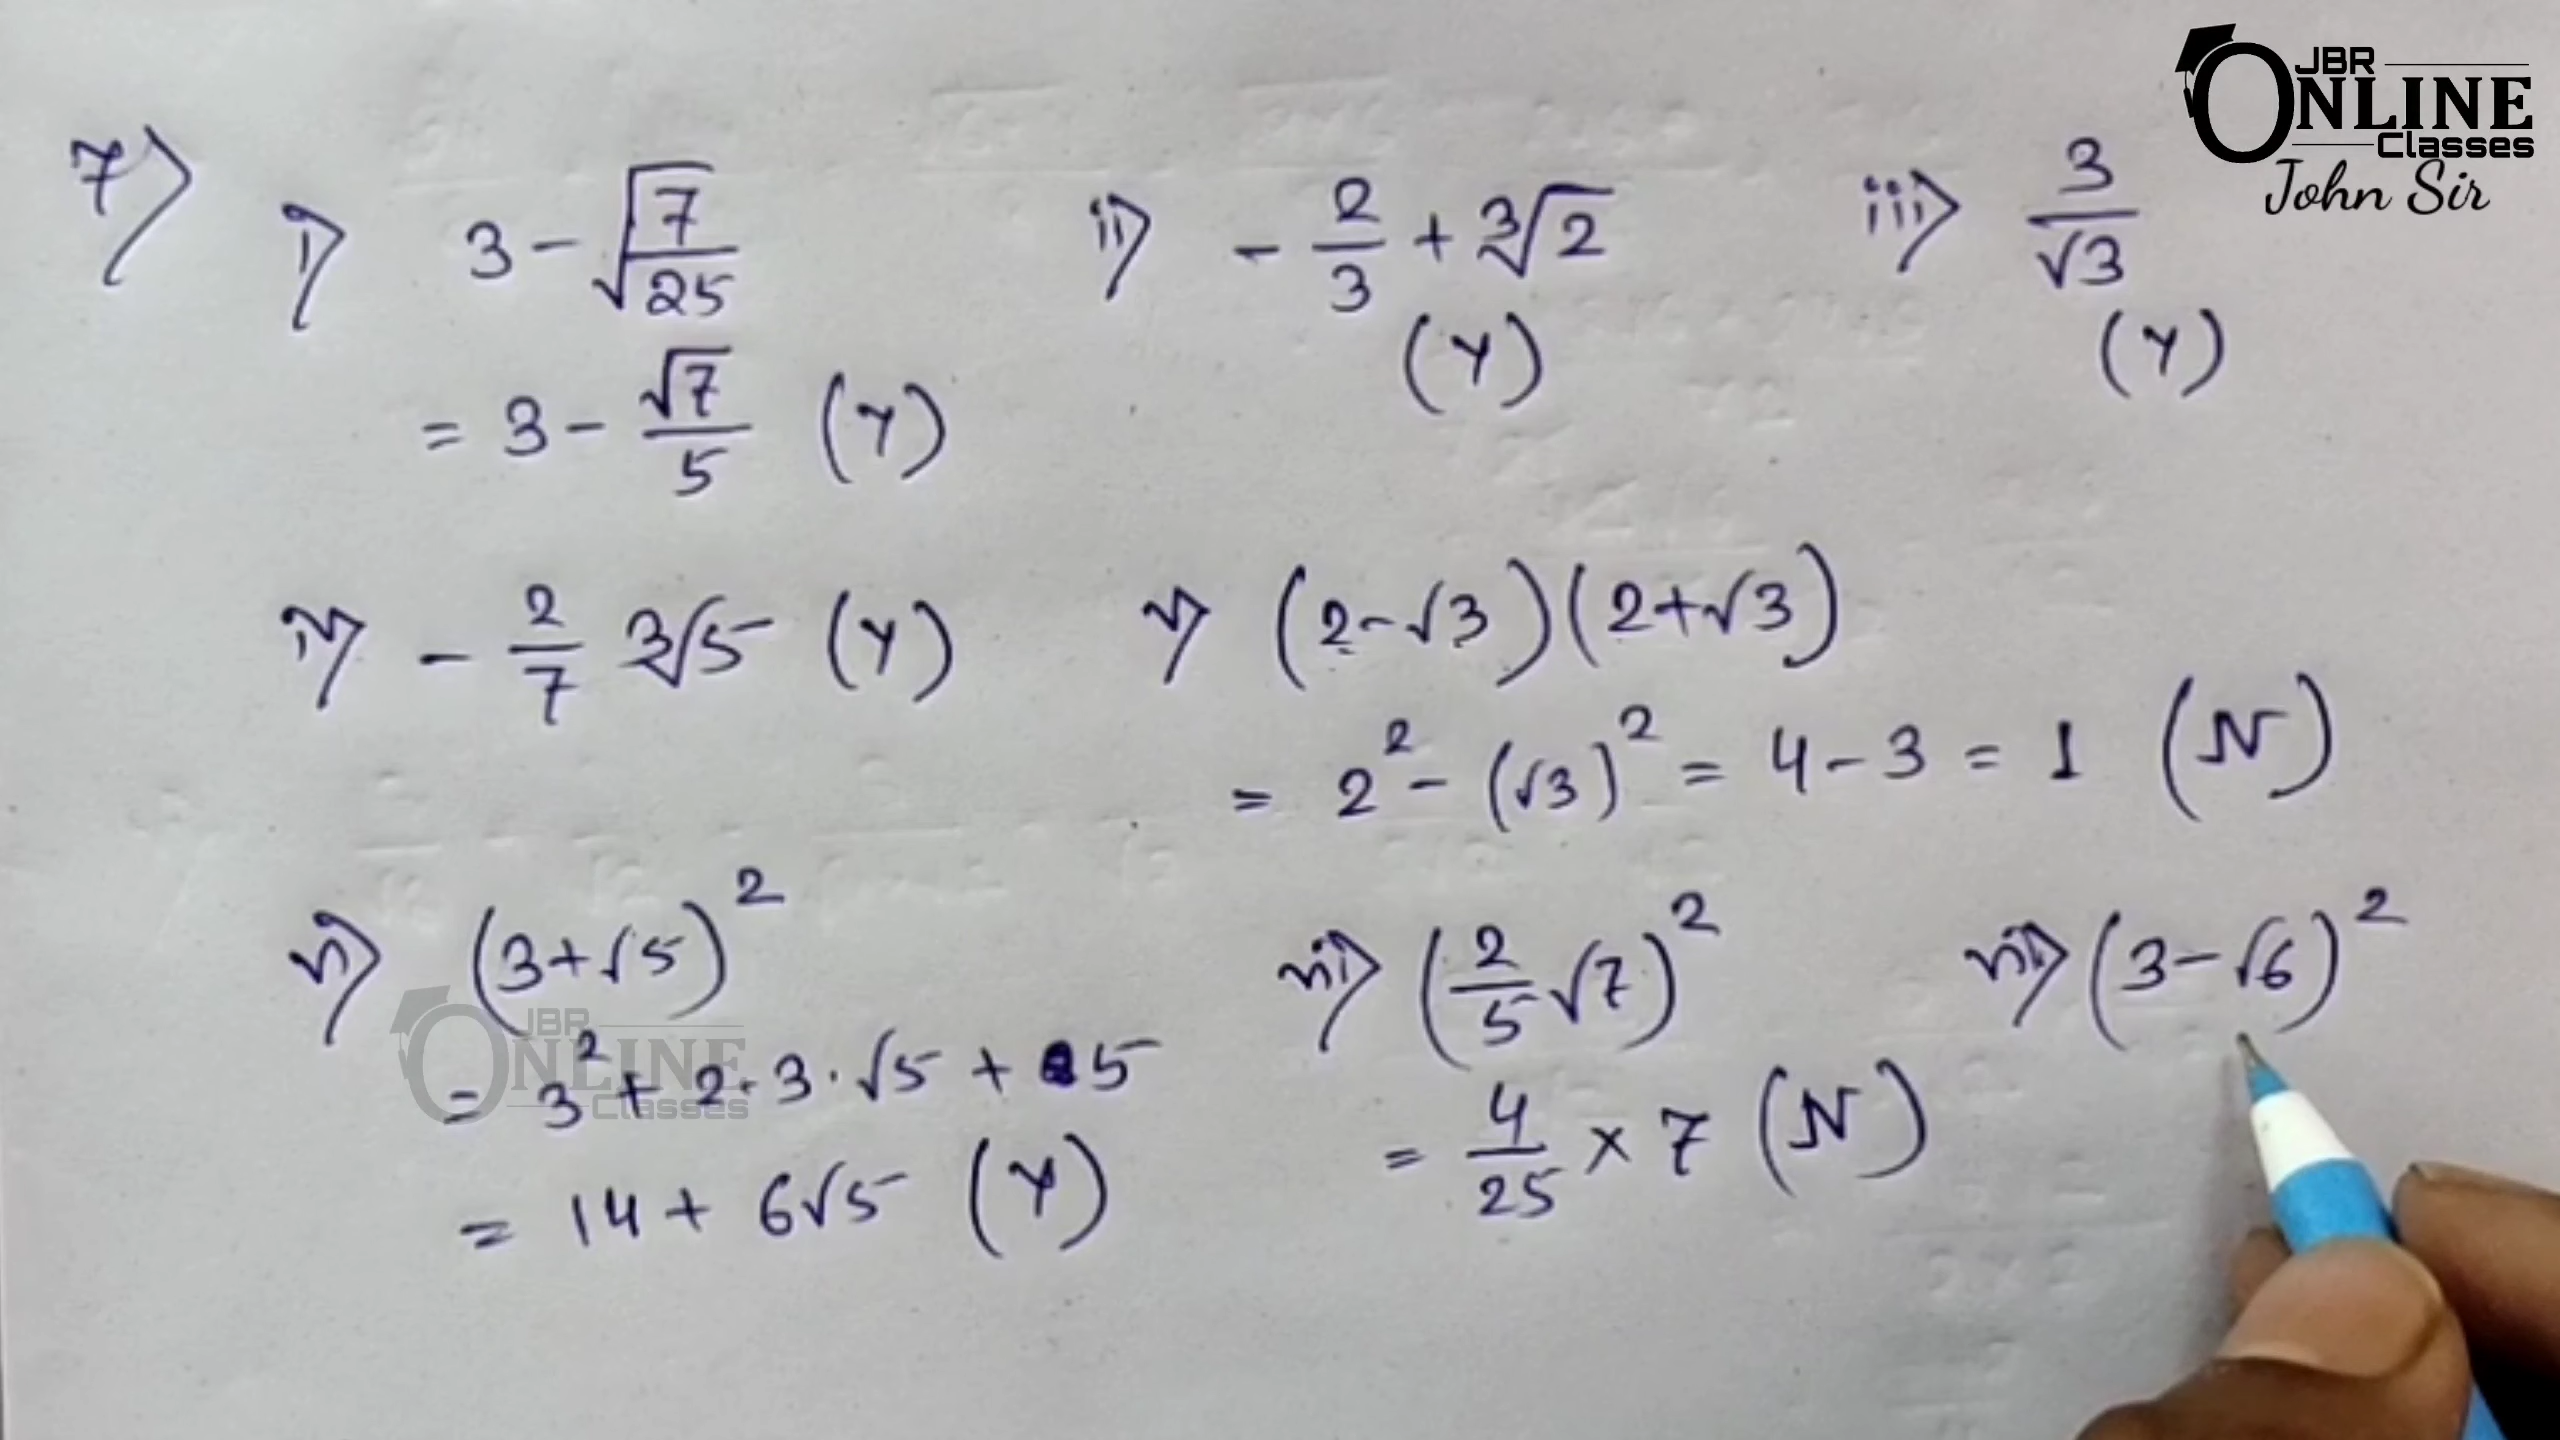 JBR
ONLINE
Classes
John Sir
7) i) 3 - √(7/25) ii) - 2/3 + ³√2 iii) 3/√3
= 3 - √7/5 (Y) (Y) (Y)
iv) - 2/7 ³√5 (Y) v) (2-√3)(2+√3)
= 2² - (√3)² = 4 - 3 = 1 (N)
vi) (3+√5)² vii) (2/5 √7)² viii) (3-√6)²
= 3² + 2·3·√5 + 5 = 4/25 × 7 (N)
= 14 + 6√5 (Y)
JBR
ONLINE
Classes